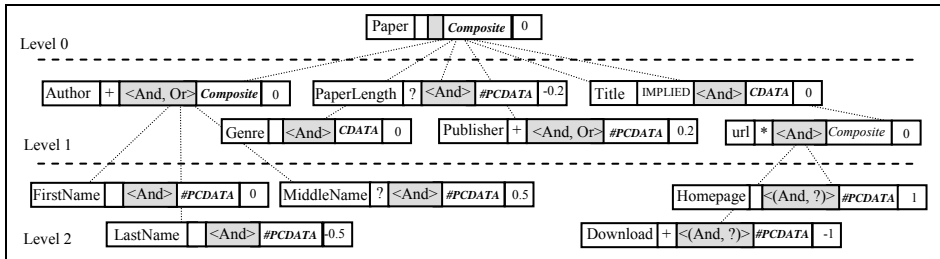 Paper Composite 0
Level 0
Author + <And, Or> Composite 0 PaperLength ? <And> #PCDATA -0.2 Title IMPLIED <And> CDATA 0
Genre <And> CDATA 0 Publisher + <And, Or> #PCDATA 0.2 url * <And> Composite 0
Level 1
FirstName <And> #PCDATA 0 MiddleName ? <And> #PCDATA 0.5 Homepage <(And, ?)> #PCDATA 1
LastName <And> #PCDATA -0.5 Download + <(And, ?)> #PCDATA -1
Level 2